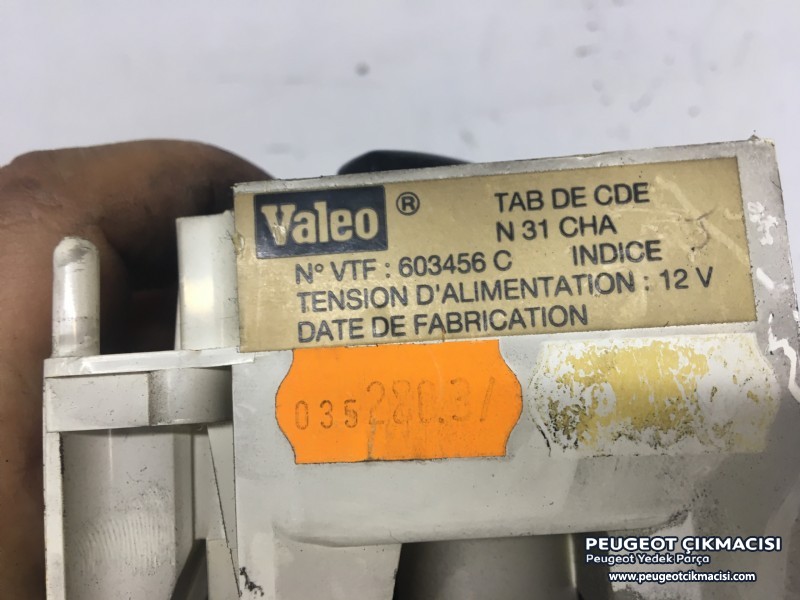 Valeo ® TAB DE CDE
N 31 CHA
Nº VTF : 603456 C INDICE
TENSION D'ALIMENTATION : 12 V
DATE DE FABRICATION
035
PEUGEOT ÇIKMACISI
Peugeot Yedek Parça
www.peugeotcikmacisi.com